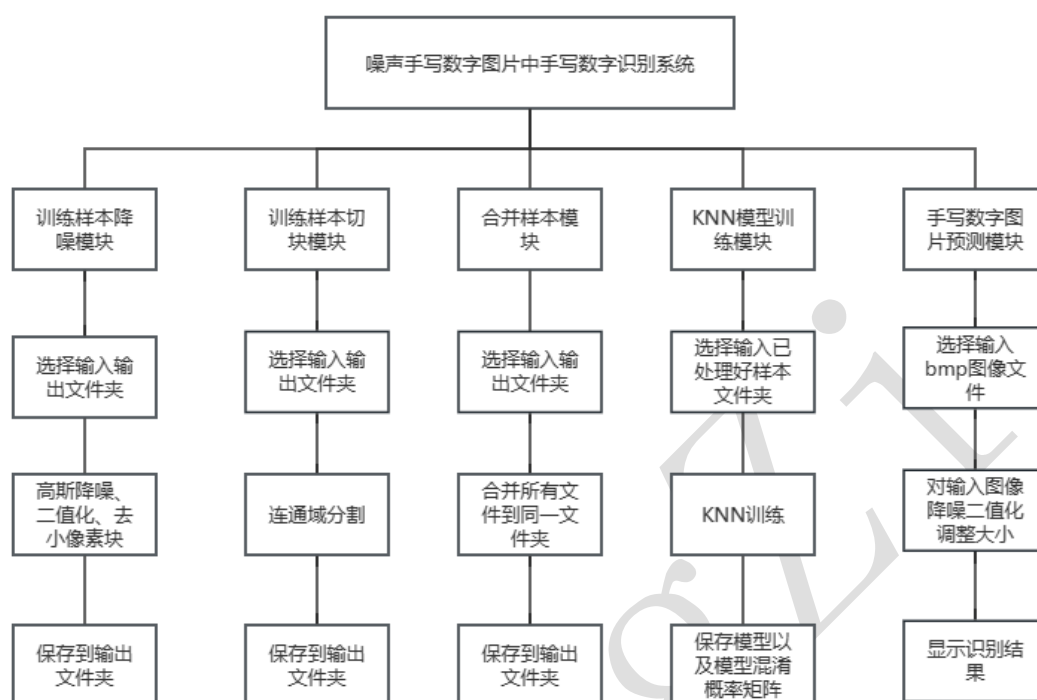 噪声手写数字图片中手写数字识别系统
训练样本降
噪模块
训练样本切
块模块
合并样本模
块
KNN模型训
练模块
手写数字图
片预测模块
选择输入输
出文件夹
选择输入输
出文件夹
选择输入输
出文件夹
选择输入已
处理好样本
文件夹
选择输入
bmp图像文
件
高斯降噪、
二值化、去
小像素块
连通域分割
合并所有文
件到同一文
件夹
KNN训练
对输入图像
降噪二值化
调整大小
保存到输出
文件夹
保存到输出
文件夹
保存到输出
文件夹
保存模型以
及模型混淆
概率矩阵
显示识别结
果